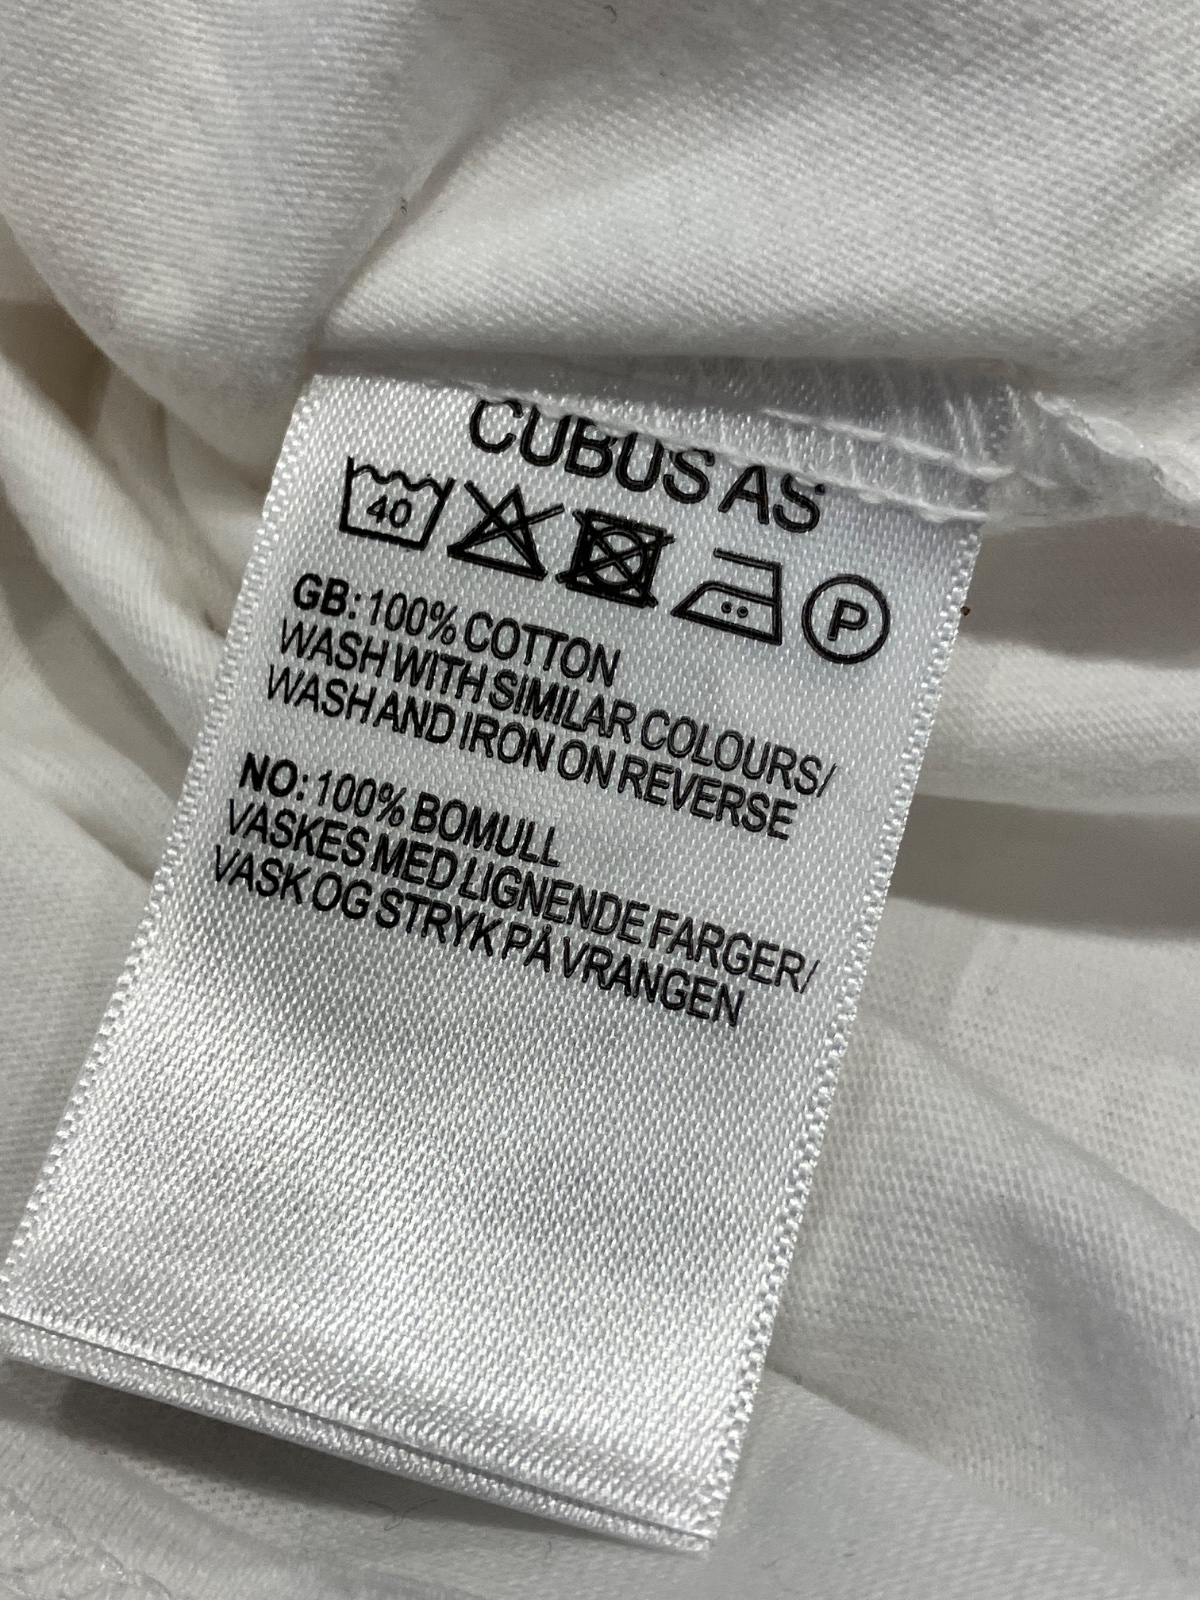 CUBUS AS
40 P
GB: 100% COTTON
WASH WITH SIMILAR COLOURS/
WASH AND IRON ON REVERSE
NO: 100% BOMULL
VASKES MED LIGNENDE FARGER/
VASK OG STRYK PÅ VRANGEN